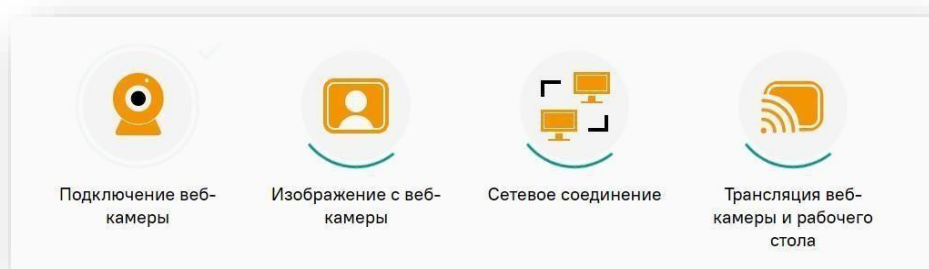 Подключение веб-
камеры
Изображение с веб-
камеры
Сетевое соединение
Трансляция веб-
камеры и рабочего
стола